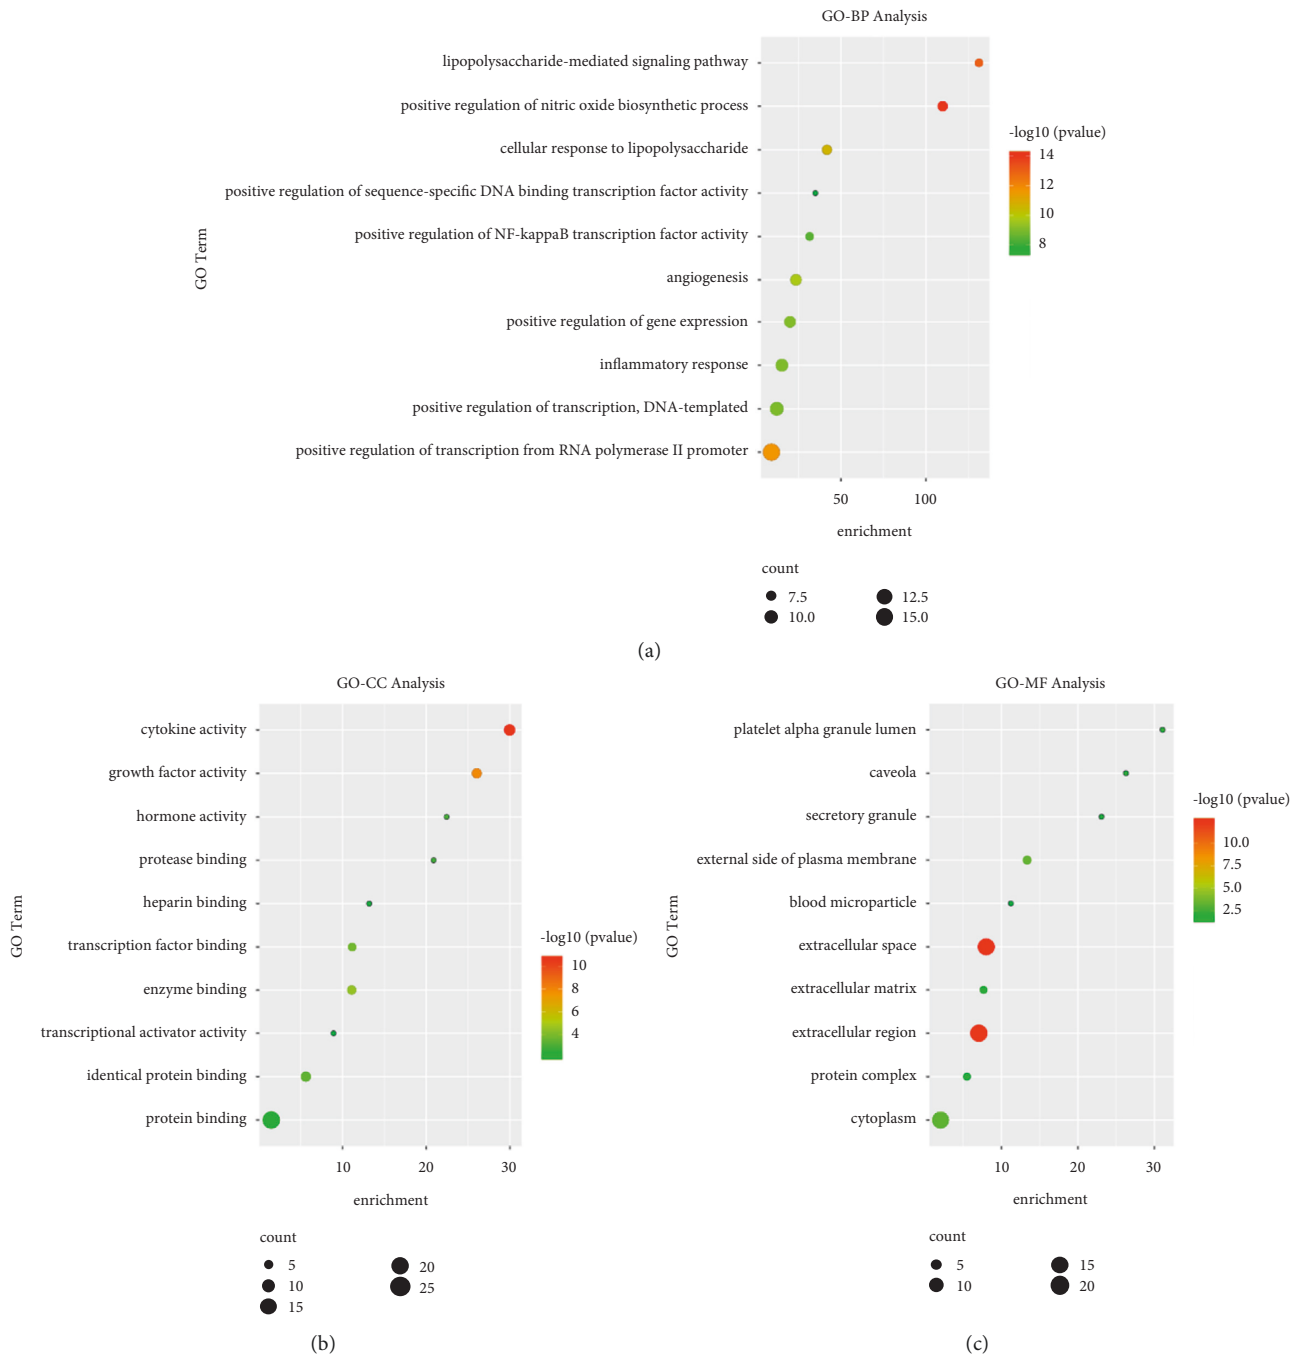 GO-BP Analysis
lipopolysaccharide-mediated signaling pathway
positive regulation of nitric oxide biosynthetic process
cellular response to lipopolysaccharide
positive regulation of sequence-specific DNA binding transcription factor activity
positive regulation of NF-kappaB transcription factor activity
angiogenesis
positive regulation of gene expression
inflammatory response
positive regulation of transcription, DNA-templated
positive regulation of transcription from RNA polymerase II promoter
GO Term
50 100
enrichment
-log10 (pvalue)
14
12
10
8
count
7.5 12.5
10.0 15.0
(a)
GO-CC Analysis
cytokine activity
growth factor activity
hormone activity
protease binding
heparin binding
transcription factor binding
enzyme binding
transcriptional activator activity
identical protein binding
protein binding
GO Term
10 20 30
enrichment
-log10 (pvalue)
10
8
6
4
count
5 20
10 25
15
(b)
GO-MF Analysis
platelet alpha granule lumen
caveola
secretory granule
external side of plasma membrane
blood microparticle
extracellular space
extracellular matrix
extracellular region
protein complex
cytoplasm
GO Term
10 20 30
enrichment
-log10 (pvalue)
10.0
7.5
5.0
2.5
count
5 15
10 20
(c)